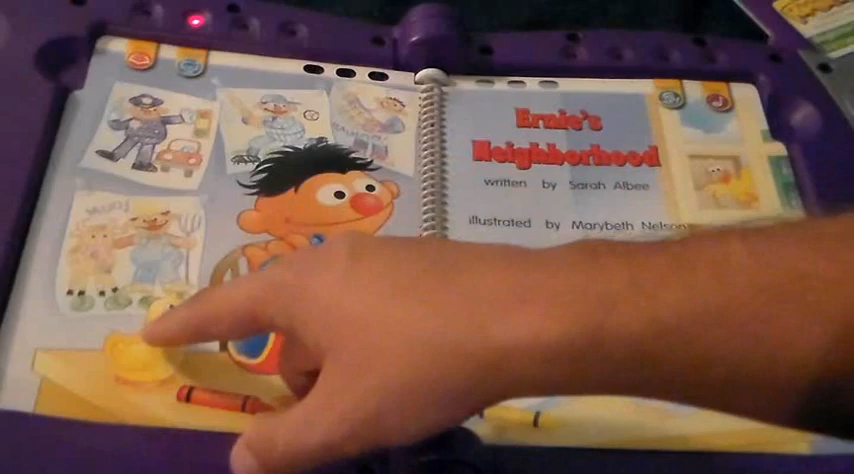 Ernie's
Neighborhood
written by Sarah Albee
illustrated by Marybeth Nelson